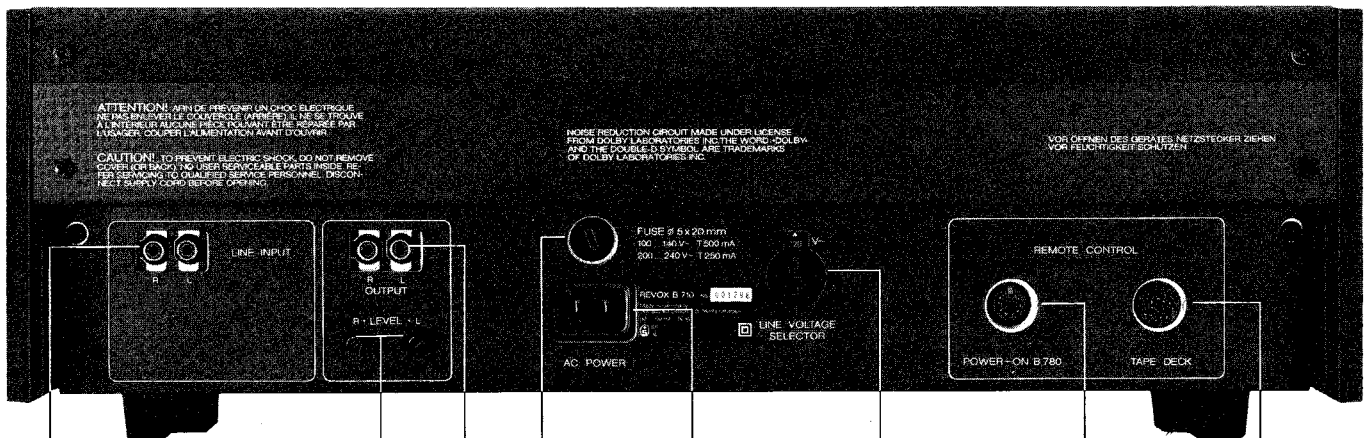 ATTENTION! AFIN DE PRÉVENIR UN CHOC ELECTRIQUE
NE PAS ENLEVER LE COUVERCLE (ARRIÈRE). IL NE SE TROUVE
À L'INTÉRIEUR AUCUNE PIÈCE POUVANT ÊTRE RÉPARÉE PAR
L'USAGER. COUPER L'ALIMENTATION AVANT D'OUVRIR.
CAUTION! TO PREVENT ELECTRIC SHOCK, DO NOT REMOVE
COVER (OR BACK). NO USER SERVICEABLE PARTS INSIDE. RE-
FER SERVICING TO QUALIFIED SERVICE PERSONNEL. DISCON-
NECT SUPPLY CORD BEFORE OPENING.
NOISE REDUCTION CIRCUIT MADE UNDER LICENSE
FROM DOLBY LABORATORIES INC. THE WORD «DOLBY»
AND THE DOUBLE-D SYMBOL ARE TRADEMARKS
OF DOLBY LABORATORIES INC.
VOR ÖFFNEN DES GERÄTES NETZSTECKER ZIEHEN
VOR FEUCHTIGKEIT SCHÜTZEN
LINE INPUT
R L
R L
OUTPUT
R • LEVEL • L
FUSE Ø 5 x 20 mm
100 ... 140 V~ T 500 mA
200 ... 240 V~ T 250 mA
REVOX B 710
AC POWER
V~
LINE VOLTAGE
SELECTOR
REMOTE CONTROL
POWER-ON B 780
TAPE DECK